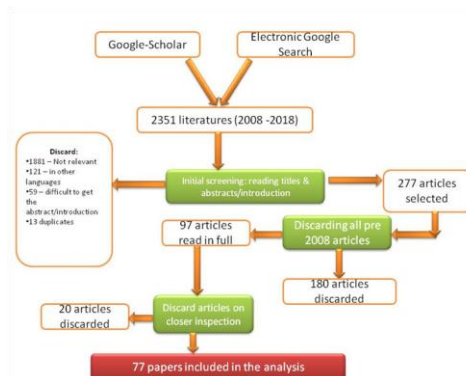 Google-Scholar
Electronic Google
Search
2351 literatures (2008 -2018)
Discard:
•1881 – Not relevant
•121 – in other
languages
•59 – difficult to get
the
abstract/introduction
•13 duplicates
Initial screening: reading titles &
abstracts/introduction
277 articles
selected
97 articles
read in full
Discarding all pre
2008 articles
180 articles
discarded
20 articles
discarded
Discard articles on
closer inspection
77 papers included in the analysis